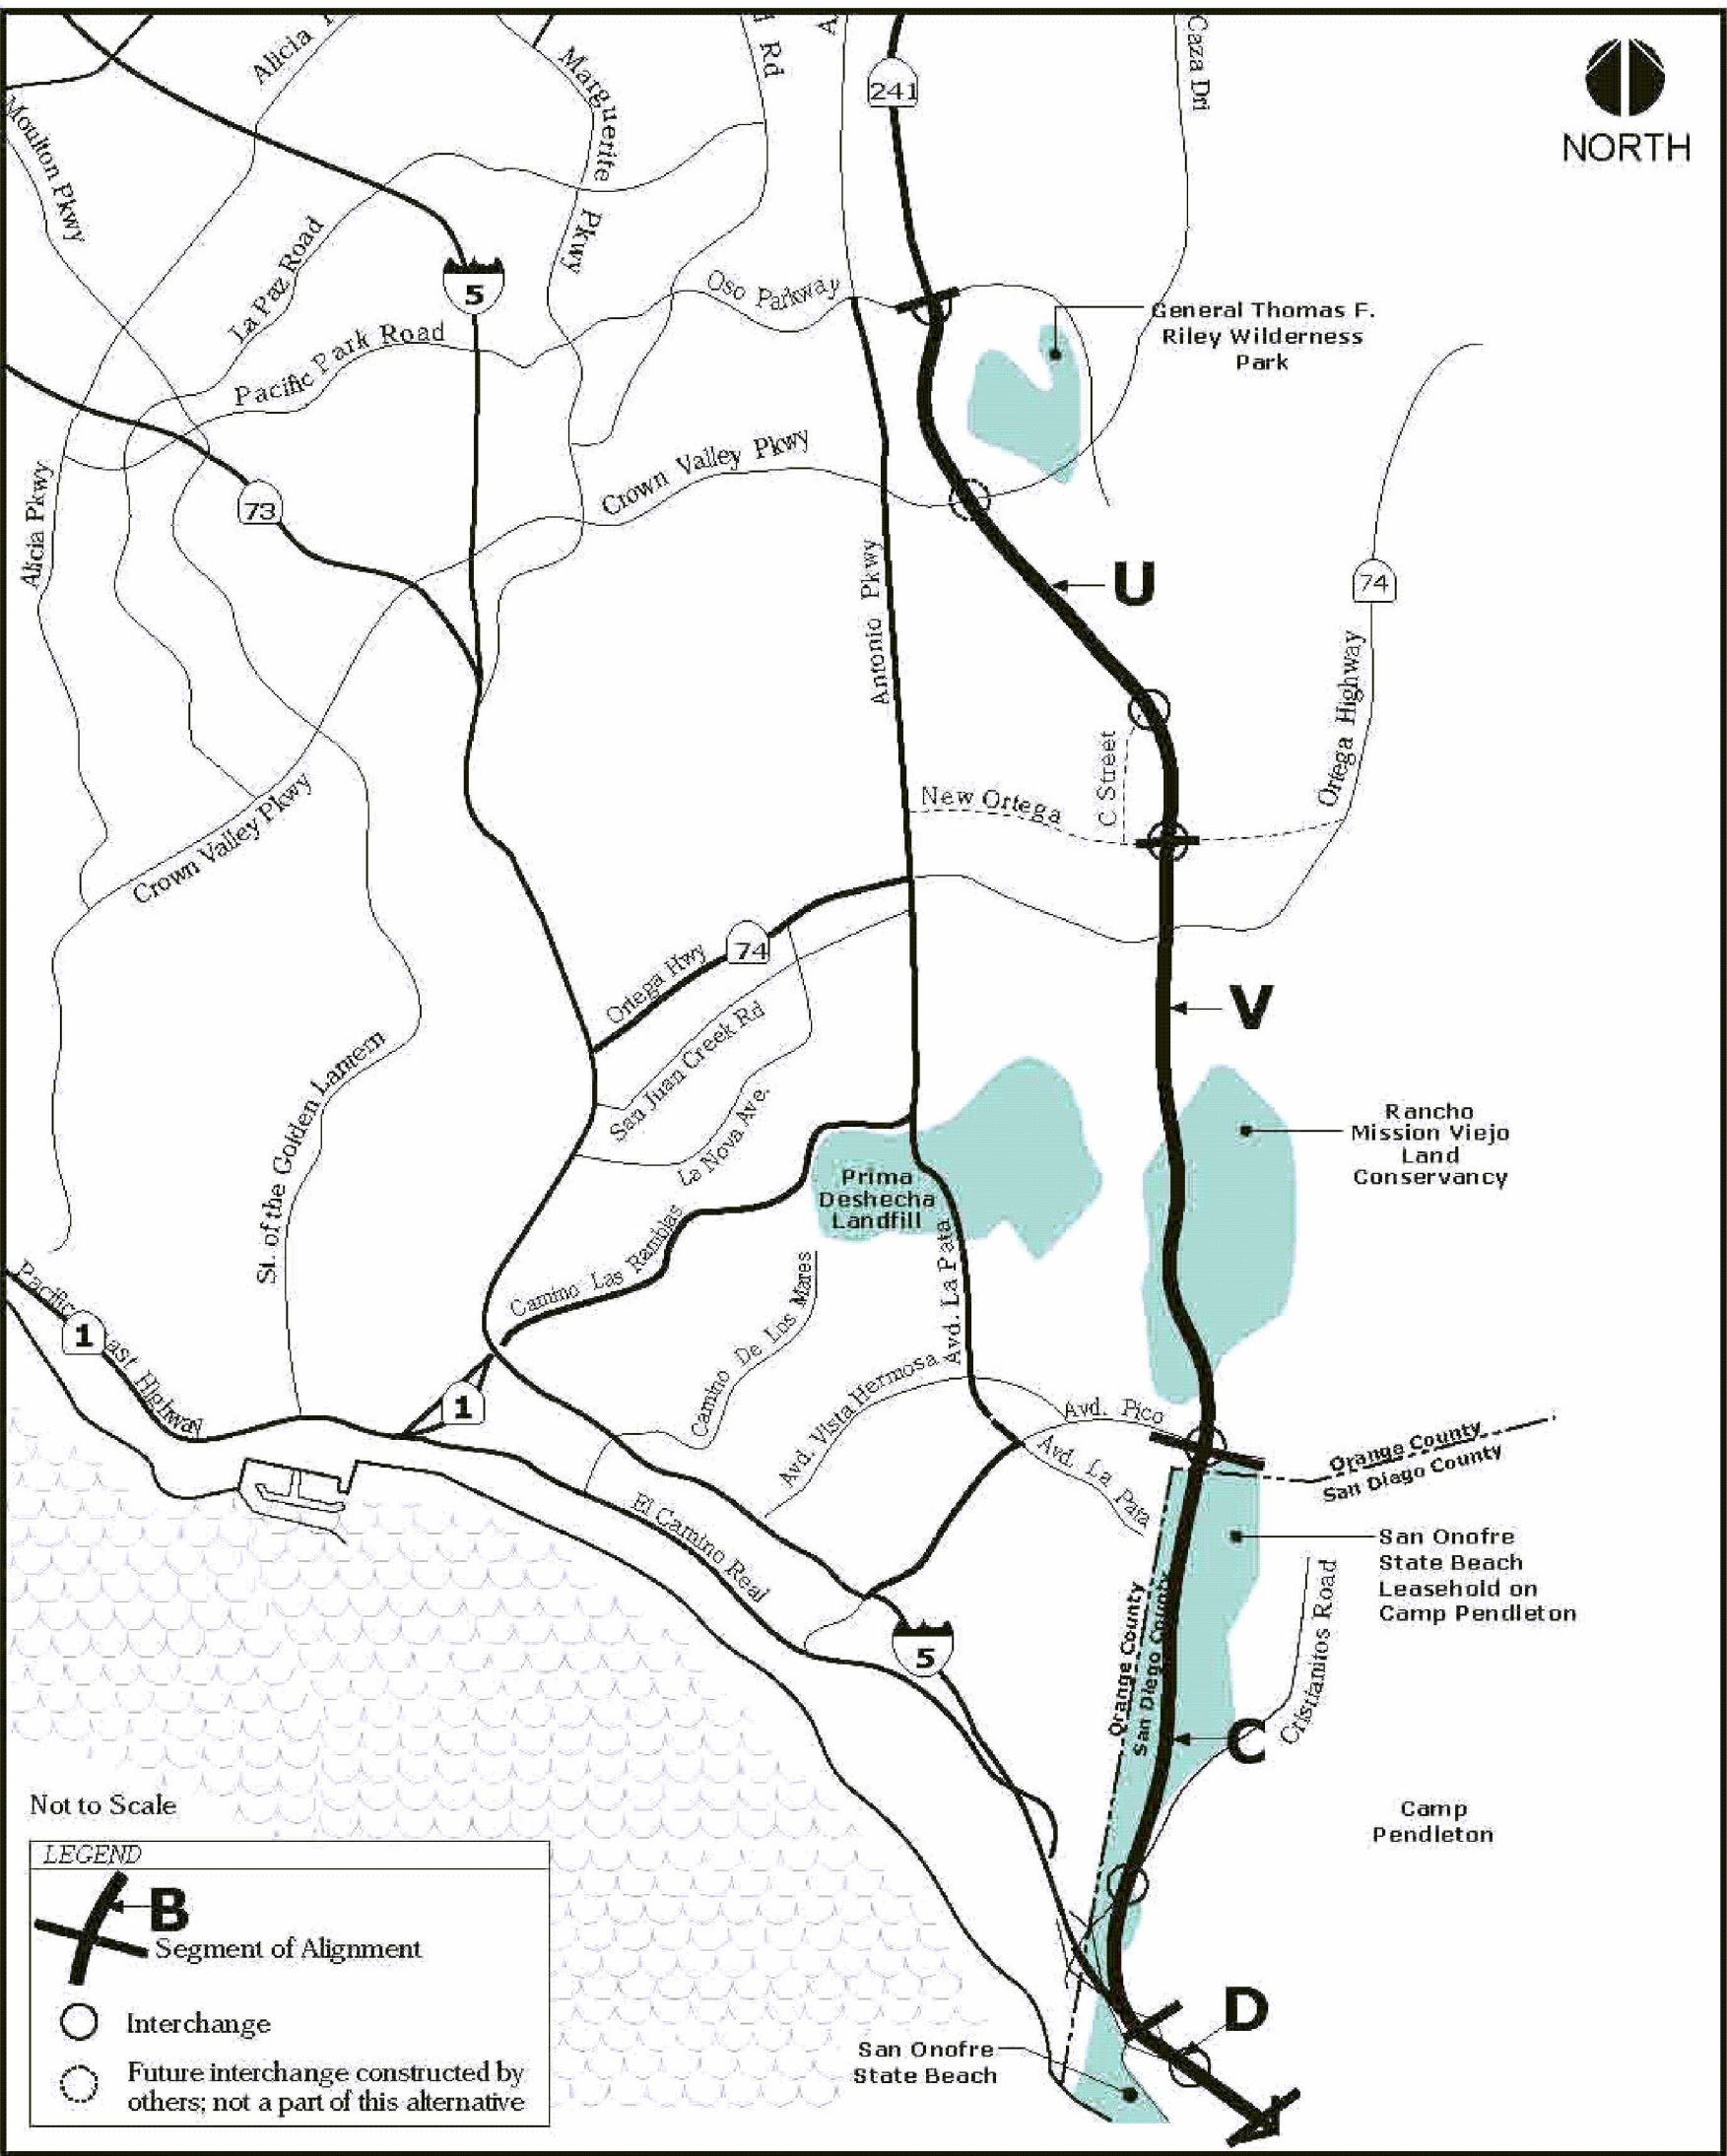 Alicia
Marguerite
Pkwy
Rd
241
Caza Dri
NORTH
Moulton Pkwy
La Paz Road
5
Oso Parkway
General Thomas F.
Riley Wilderness
Park
Pacific Park Road
Crown Valley Pkwy
Alicia Pkwy
73
Antonio Pkwy
U
74
Ortega Highway
C Street
New Ortega
Crown Valley Pkwy
Ortega Hwy
74
V
San Juan Creek Rd
La Nova Ave.
St. of the Golden Lantern
Rancho
Mission Viejo
Land
Conservancy
Prima
Deshecha
Landfill
Camino Las Ramblas
Avd. La Pata
Camino De Los Mares
Pacific
1
ast Highway
1
Avd. Vista Hermosa
Avd. Pico
Avd. La Pata
Orange County
San Diego County
El Camino Real
San Onofre
State Beach
Leasehold on
Camp Pendleton
Orange County
San Diego County
Cristianitos Road
5
C
Not to Scale
Camp
Pendleton
LEGEND
B
Segment of Alignment
Interchange
Future interchange constructed by
others; not a part of this alternative
D
San Onofre
State Beach